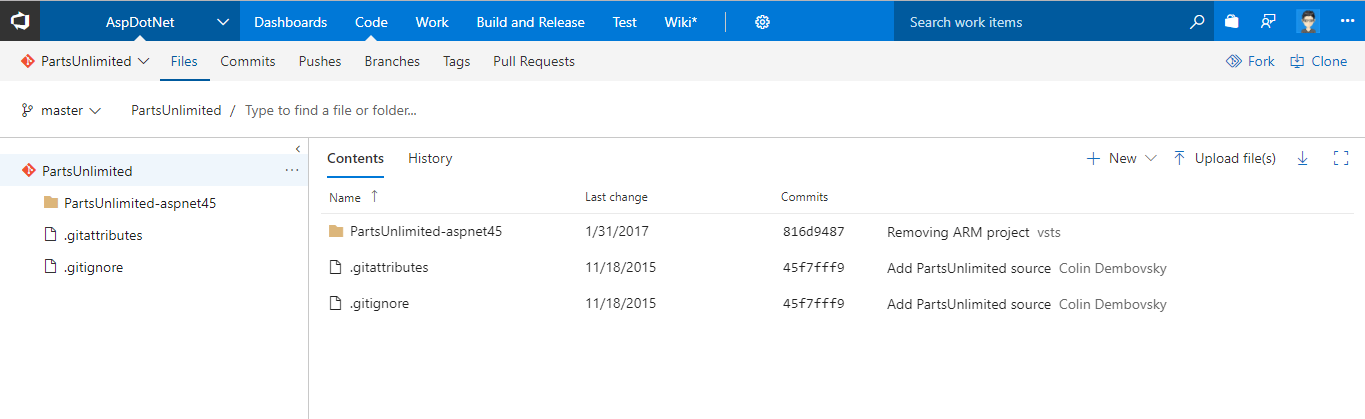 AspDotNet Dashboards Code Work Build and Release Test Wiki* Search work items
PartsUnlimited Files Commits Pushes Branches Tags Pull Requests Fork Clone
master PartsUnlimited / Type to find a file or folder...
PartsUnlimited
PartsUnlimited-aspnet45
.gitattributes
.gitignore
Contents History New Upload file(s)
Name Last change Commits
PartsUnlimited-aspnet45 1/31/2017 816d9487 Removing ARM project vsts
.gitattributes 11/18/2015 45f7fff9 Add PartsUnlimited source Colin Dembovsky
.gitignore 11/18/2015 45f7fff9 Add PartsUnlimited source Colin Dembovsky